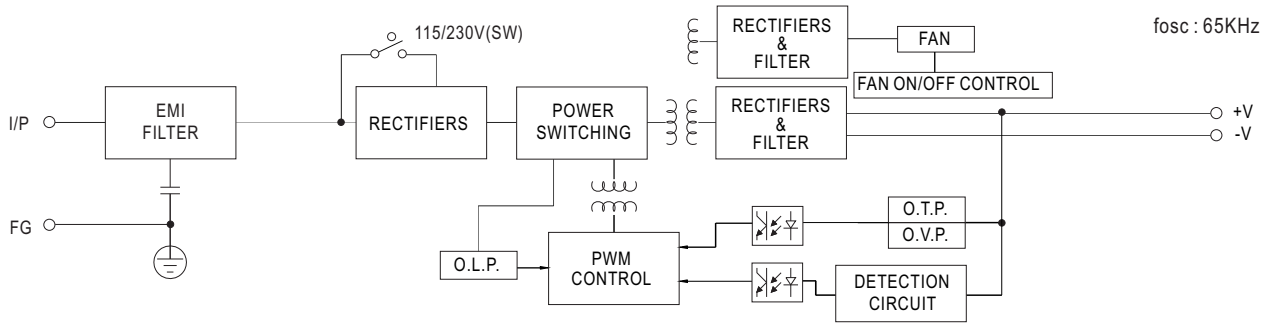 115/230V(SW)
RECTIFIERS
&
FILTER
FAN
fosc : 65KHz
FAN ON/OFF CONTROL
I/P
EMI
FILTER
RECTIFIERS
POWER
SWITCHING
RECTIFIERS
&
FILTER
+V
-V
FG
O.L.P.
PWM
CONTROL
O.T.P.
O.V.P.
DETECTION
CIRCUIT